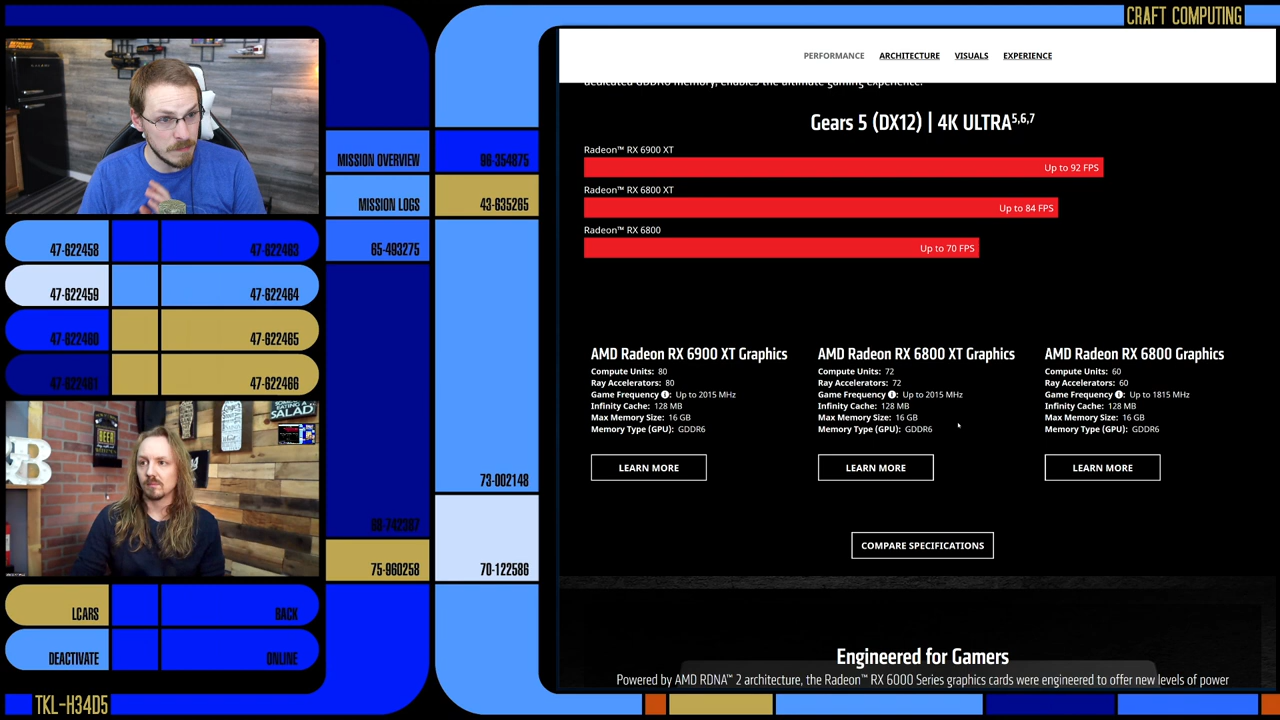 CRAFT COMPUTING
PERFORMANCE
ARCHITECTURE
VISUALS
EXPERIENCE
MISSION OVERVIEW
96-354875
MISSION LOGS
43-635265
47-622458
47-622463
65-493275
47-622459
47-622464
47-622460
47-622465
47-622461
47-622466
BEER
SALAD
B
73-002148
75-960258
70-122586
LCARS
BACK
DEACTIVATE
ONLINE
TKL-H34D5
Gears 5 (DX12) | 4K ULTRA5,6,7
Radeon™ RX 6900 XT
Up to 92 FPS
Radeon™ RX 6800 XT
Up to 84 FPS
Radeon™ RX 6800
Up to 70 FPS
AMD Radeon RX 6900 XT Graphics
Compute Units: 80
Ray Accelerators: 80
Game Frequency: Up to 2015 MHz
Infinity Cache: 128 MB
Max Memory Size: 16 GB
Memory Type (GPU): GDDR6
LEARN MORE
AMD Radeon RX 6800 XT Graphics
Compute Units: 72
Ray Accelerators: 72
Game Frequency: Up to 2015 MHz
Infinity Cache: 128 MB
Max Memory Size: 16 GB
Memory Type (GPU): GDDR6
LEARN MORE
AMD Radeon RX 6800 Graphics
Compute Units: 60
Ray Accelerators: 60
Game Frequency: Up to 1815 MHz
Infinity Cache: 128 MB
Max Memory Size: 16 GB
Memory Type (GPU): GDDR6
LEARN MORE
COMPARE SPECIFICATIONS
Engineered for Gamers
Powered by AMD RDNA™ 2 architecture, the Radeon™ RX 6000 Series graphics cards were engineered to offer new levels of power